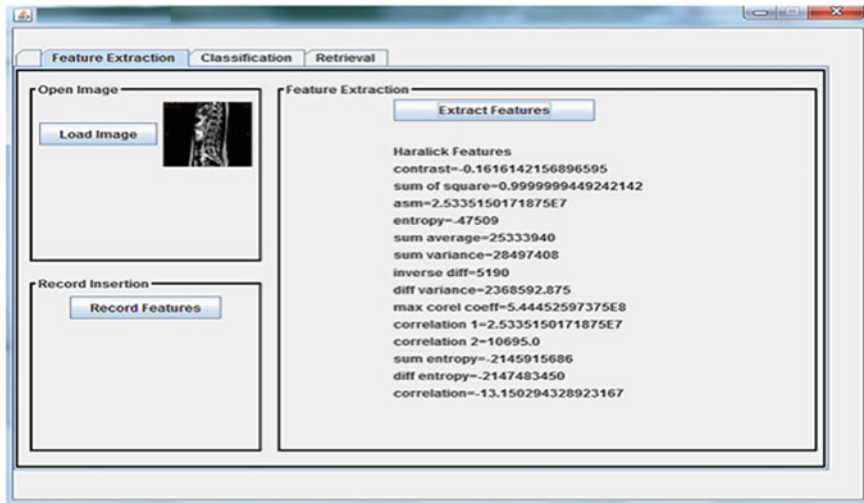 Feature Extraction Classification Retrieval
Open Image
Load Image
Record Insertion
Record Features
Feature Extraction
Extract Features
Haralick Features
contrast=-0.1616142156896595
sum of square=0.9999999449242142
asm=2.5335150171875E7
entropy=-47509
sum average=25333940
sum variance=28497408
inverse diff=5190
diff variance=2368592.875
max corel coeff=5.44452597375E8
correlation 1=2.5335150171875E7
correlation 2=10695.0
sum entropy=-2145915686
diff entropy=-2147483450
correlation=-13.150294328923167